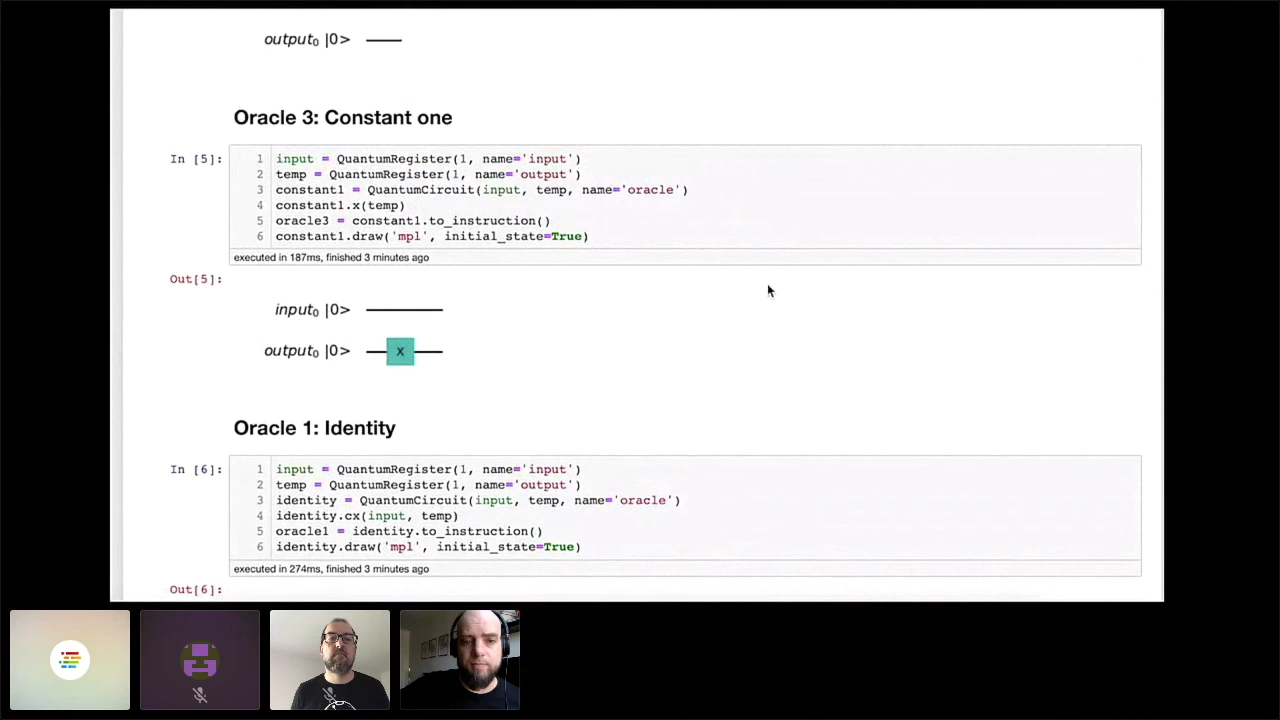 output₀ |0>
Oracle 3: Constant one
In [5]:
1 input = QuantumRegister(1, name='input')
2 temp = QuantumRegister(1, name='output')
3 constant1 = QuantumCircuit(input, temp, name='oracle')
4 constant1.x(temp)
5 oracle3 = constant1.to_instruction()
6 constant1.draw('mpl', initial_state=True)
executed in 187ms, finished 3 minutes ago
Out[5]:
input₀ |0>
output₀ |0>
X
Oracle 1: Identity
In [6]:
1 input = QuantumRegister(1, name='input')
2 temp = QuantumRegister(1, name='output')
3 identity = QuantumCircuit(input, temp, name='oracle')
4 identity.cx(input, temp)
5 oracle1 = identity.to_instruction()
6 identity.draw('mpl', initial_state=True)
executed in 274ms, finished 3 minutes ago
Out[6]: